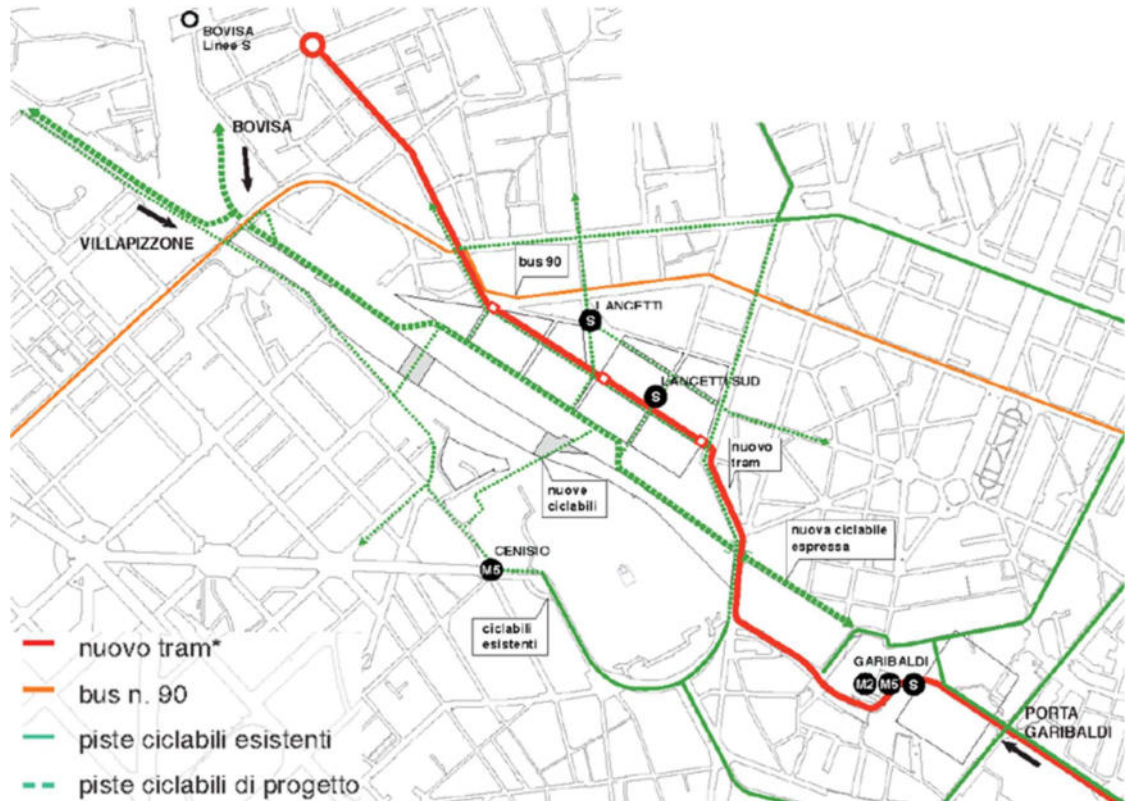 BOVISA
Linee S
BOVISA
VILLAPIZZONE
bus 90
LANCETTI
S
LANCETTI SUD
S
nuovo
tram
nuove
ciclabili
nuova ciclabile
espressa
CENISIO
M5
ciclabili
esistenti
GARIBALDI
M2 M5 S
PORTA
GARIBALDI
nuovo tram*
bus n. 90
piste ciclabili esistenti
piste ciclabili di progetto